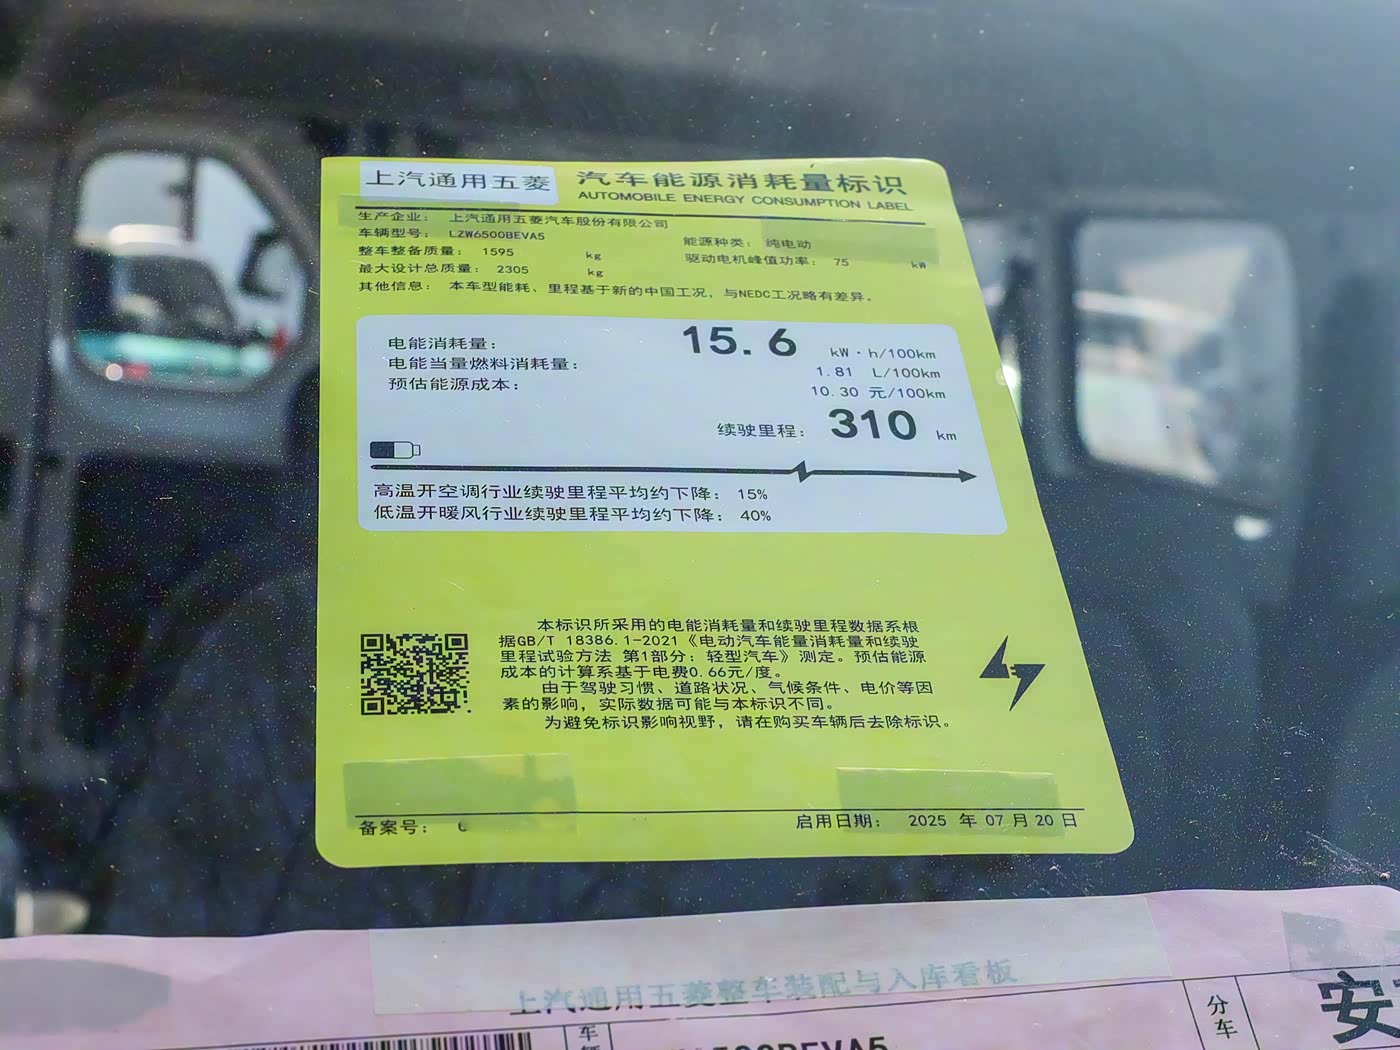 上汽通用五菱 汽车能源消耗量标识
AUTOMOBILE ENERGY CONSUMPTION LABEL
生产企业： 上汽通用五菱汽车股份有限公司
车辆型号： LZW6500BEVA5
能源种类： 纯电动
整车整备质量： 1595 kg
驱动电机峰值功率： 75 kW
最大设计总质量： 2305 kg
其他信息： 本车型能耗、里程基于新的中国工况，与NEDC工况略有差异。
电能消耗量： 15.6 kW·h/100km
电能当量燃料消耗量： 1.81 L/100km
预估能源成本： 10.30 元/100km
续驶里程： 310 km
高温开空调行业续驶里程平均约下降： 15%
低温开暖风行业续驶里程平均约下降： 40%
本标识所采用的电能消耗量和续驶里程数据系根
据GB/T 18386.1-2021《电动汽车能量消耗量和续驶
里程试验方法 第1部分：轻型汽车》测定。预估能源
成本的计算系基于电费0.66元/度。
由于驾驶习惯、道路状况、气候条件、电价等因
素的影响，实际数据可能与本标识不同。
为避免标识影响视野，请在购买车辆后去除标识。
备案号：
启用日期： 2025 年 07 月 20 日
上汽通用五菱整车装配与入库看板
分车
安
车
500BEVA5